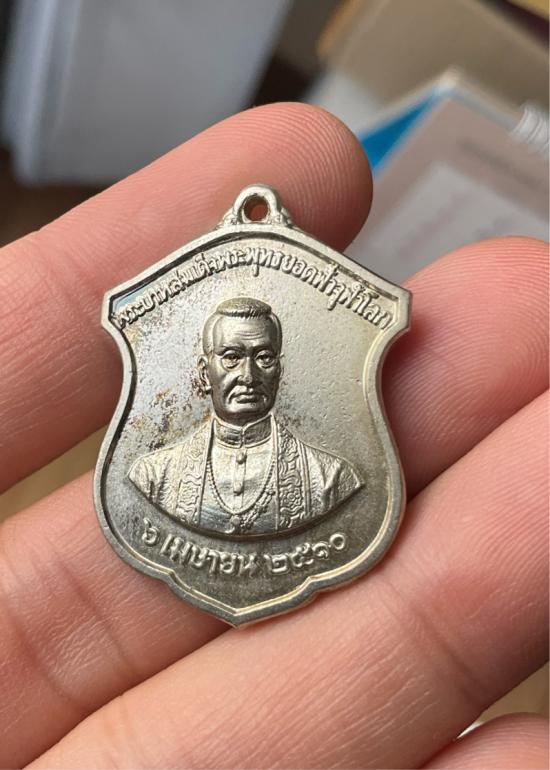 พระบาทสมเด็จพระพุทธยอดฟ้าจุฬาโลก
๖ เมษายน ๒๕๑๐